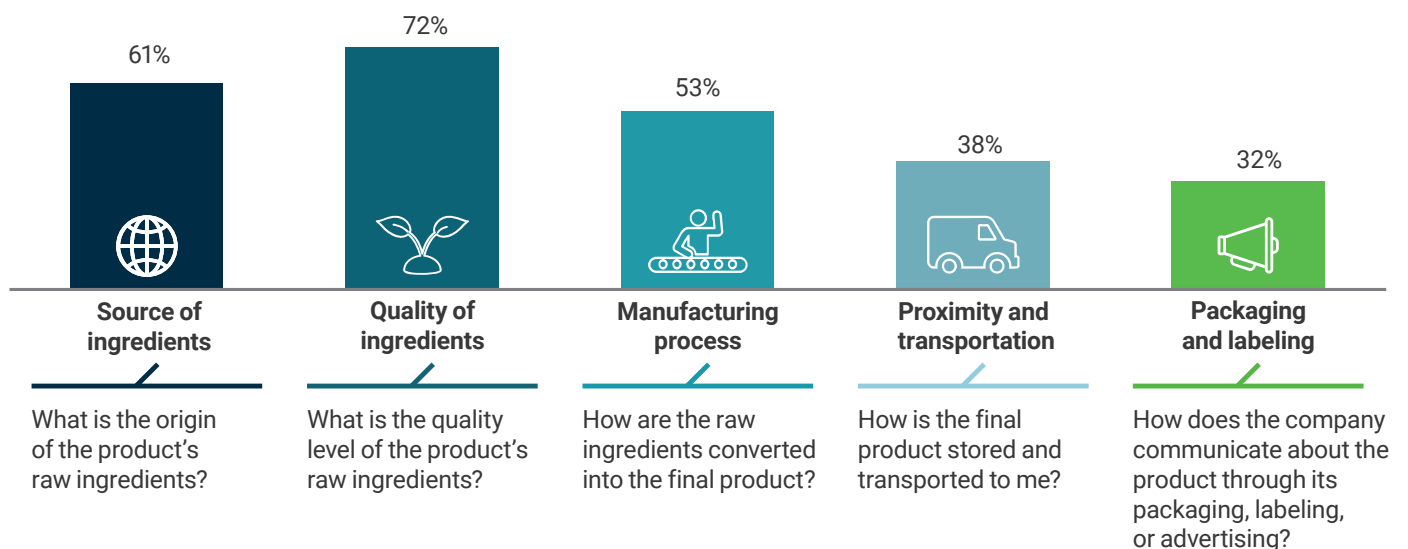 61%
72%
53%
38%
32%
Source of
ingredients
Quality of
ingredients
Manufacturing
process
Proximity and
transportation
Packaging
and labeling
What is the origin
of the product's
raw ingredients?
What is the quality
level of the product's
raw ingredients?
How are the raw
ingredients converted
into the final product?
How is the final
product stored and
transported to me?
How does the company
communicate about the
product through its
packaging, labeling,
or advertising?